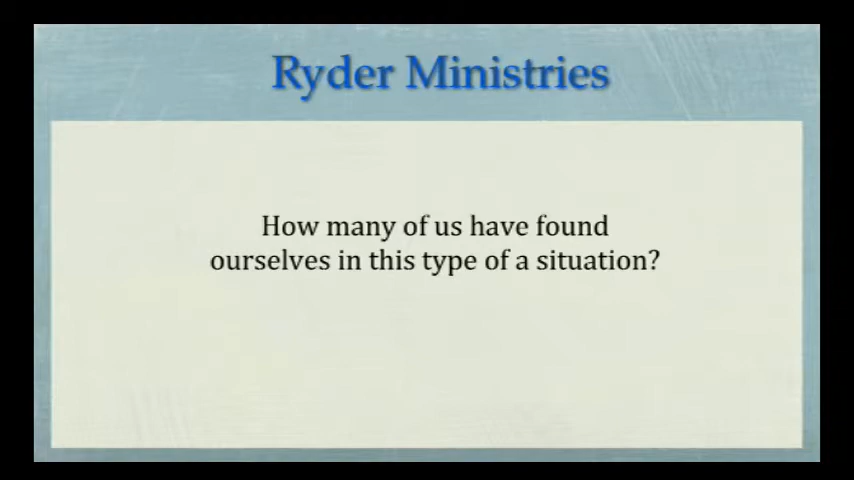 Ryder Ministries
How many of us have found
ourselves in this type of a situation?